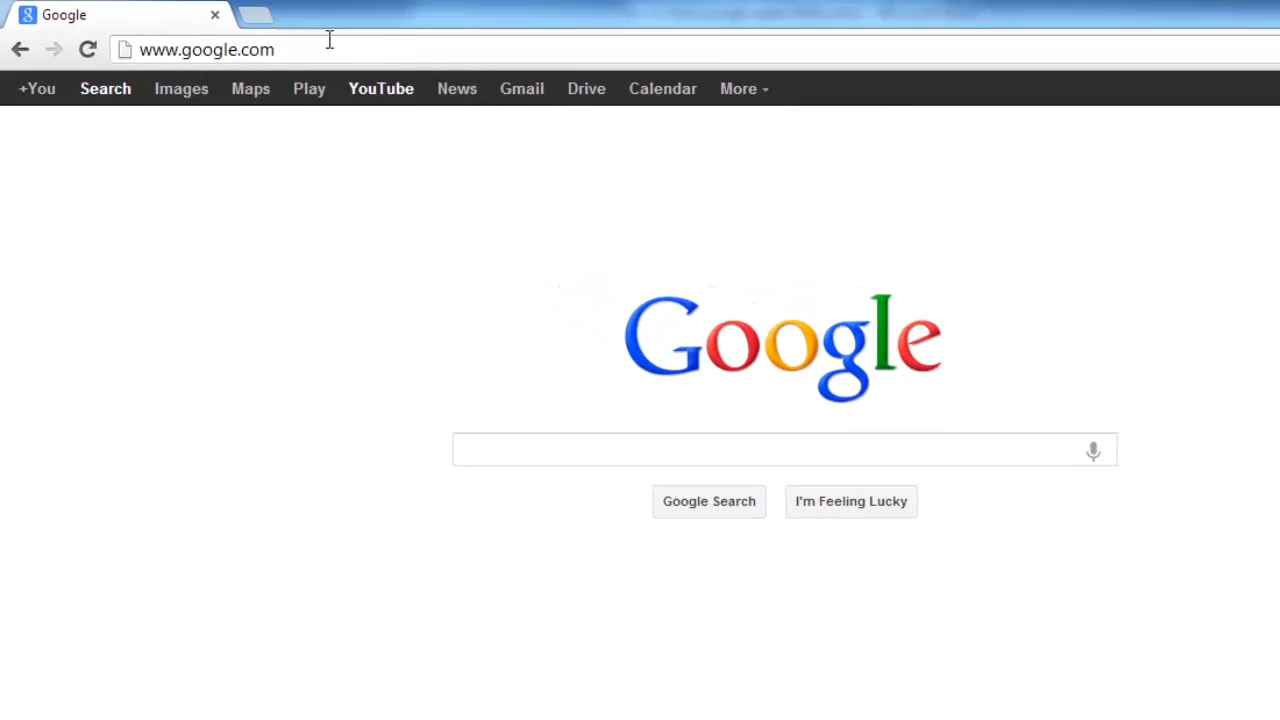 Google
www.google.com
+You Search Images Maps Play YouTube News Gmail Drive Calendar More
Google
Google Search I'm Feeling Lucky